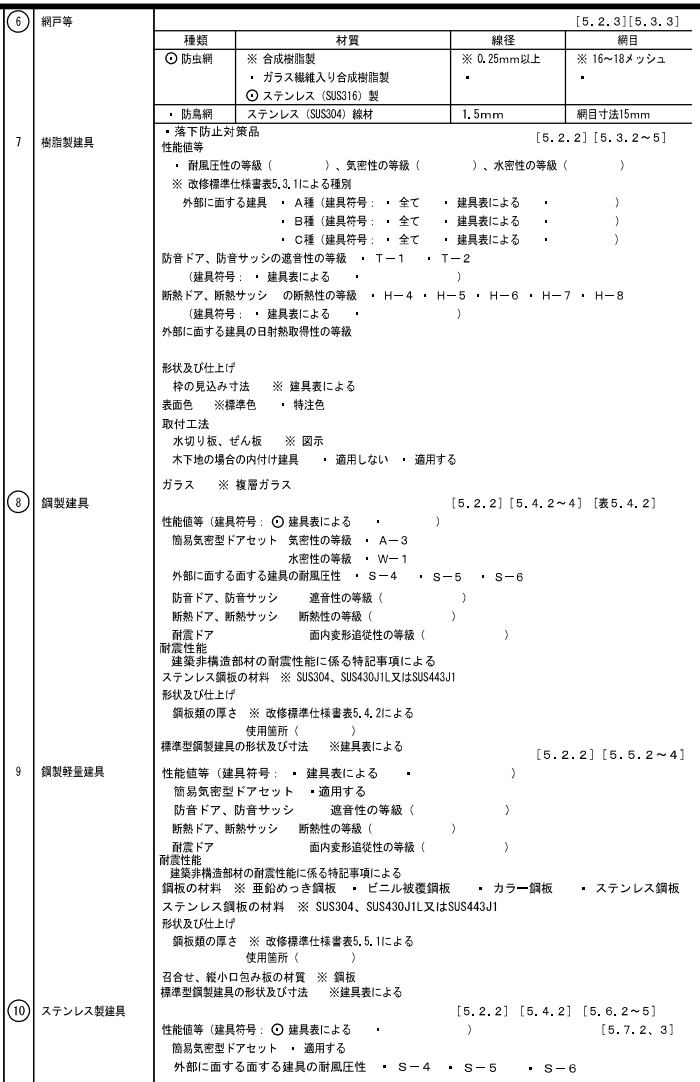 ⑥ 網戸等 [5.2.3][5.3.3]
種類 材質 線径 網目
⊙ 防虫網 ※ 合成樹脂製 ※ 0.25mm以上 ※ 16～18メッシュ
・ ガラス繊維入り合成樹脂製 ・ ・
⊙ ステンレス（SUS316）製
・ 防鳥網 ステンレス（SUS304）線材 1.5mm 網目寸法15mm
・落下防止対策品
7 樹脂製建具 [5.2.2][5.3.2～5]
性能値等
・ 耐風圧性の等級（ ）、気密性の等級（ ）、水密性の等級（ ）
※ 改修標準仕様書表5.3.1による種別
外部に面する建具 ・ A種（建具符号： ・ 全て ・ 建具表による ・ ）
・ B種（建具符号： ・ 全て ・ 建具表による ・ ）
・ C種（建具符号： ・ 全て ・ 建具表による ・ ）
防音ドア、防音サッシの遮音性の等級 ・ T－1 ・ T－2
（建具符号： ・ 建具表による ・ ）
断熱ドア、断熱サッシ の断熱性の等級 ・ H－4 ・ H－5 ・ H－6 ・ H－7 ・ H－8
（建具符号： ・ 建具表による ・ ）
外部に面する建具の日射熱取得性の等級
形状及び仕上げ
枠の見込み寸法 ※ 建具表による
表面色 ※標準色 ・ 特注色
取付工法
水切り板、ぜん板 ※ 図示
木下地の場合の内付け建具 ・ 適用しない ・ 適用する
ガラス ※ 複層ガラス
⑧ 鋼製建具 [5.2.2][5.4.2～4] [表5.4.2]
性能値等（建具符号： ⊙ 建具表による ・ ）
簡易気密型ドアセット 気密性の等級 ・ A－3
水密性の等級 ・ W－1
外部に面する面する建具の耐風圧性 ・ S－4 ・ S－5 ・ S－6
防音ドア、防音サッシ 遮音性の等級（ ）
断熱ドア、断熱サッシ 断熱性の等級（ ）
耐震ドア 面内変形追従性の等級（ ）
耐震性能
建築非構造部材の耐震性能に係る特記事項による
ステンレス鋼板の材料 ※ SUS304、SUS430J1L又はSUS443J1
形状及び仕上げ
鋼板類の厚さ ※ 改修標準仕様書表5.4.2による
使用箇所（ ）
標準型鋼製建具の形状及び寸法 ※建具表による
[5.2.2][5.5.2～4]
9 鋼製軽量建具 性能値等（建具符号： ・ 建具表による ・ ）
簡易気密型ドアセット ・適用する
防音ドア、防音サッシ 遮音性の等級（ ）
断熱ドア、断熱サッシ 断熱性の等級（ ）
耐震ドア 面内変形追従性の等級（ ）
耐震性能
建築非構造部材の耐震性能に係る特記事項による
鋼板の材料 ※ 亜鉛めっき鋼板 ・ ビニル被覆鋼板 ・ カラー鋼板 ・ ステンレス鋼板
ステンレス鋼板の材料 ※ SUS304、SUS430J1L又はSUS443J1
形状及び仕上げ
鋼板類の厚さ ※ 改修標準仕様書表5.5.1による
使用箇所（ ）
召合せ、縦小口包み板の材質 ※ 鋼板
標準型鋼製建具の形状及び寸法 ※建具表による
⑩ ステンレス製建具 [5.2.2] [5.4.2] [5.6.2～5]
性能値等（建具符号： ⊙ 建具表による ・ ） [5.7.2、3]
簡易気密型ドアセット ・ 適用する
外部に面する面する建具の耐風圧性 ・ S－4 ・ S－5 ・ S－6